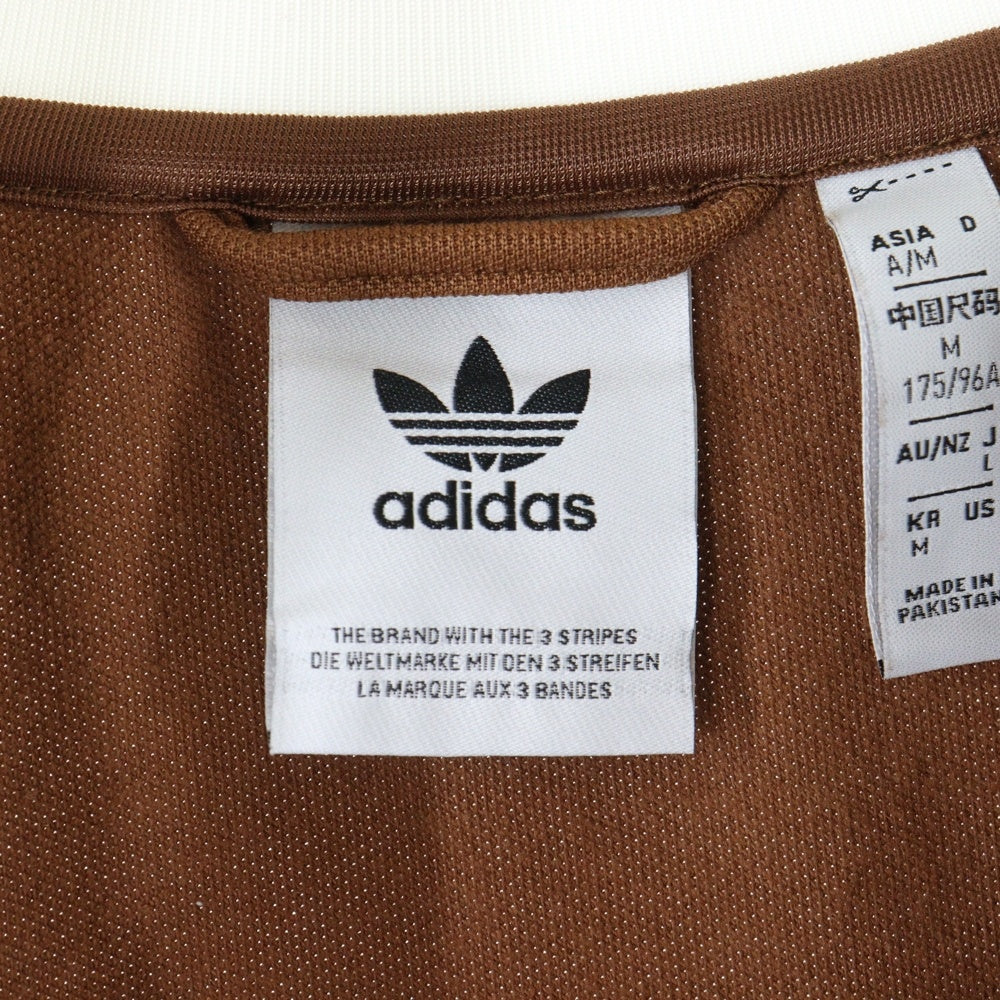 adidas
THE BRAND WITH THE 3 STRIPES
DIE WELTMARKE MIT DEN 3 STREIFEN
LA MARQUE AUX 3 BANDES
ASIA D
A/M
中国尺码
M
175/96A
AU/NZ J
L
KR US
M
MADE IN
PAKISTAN